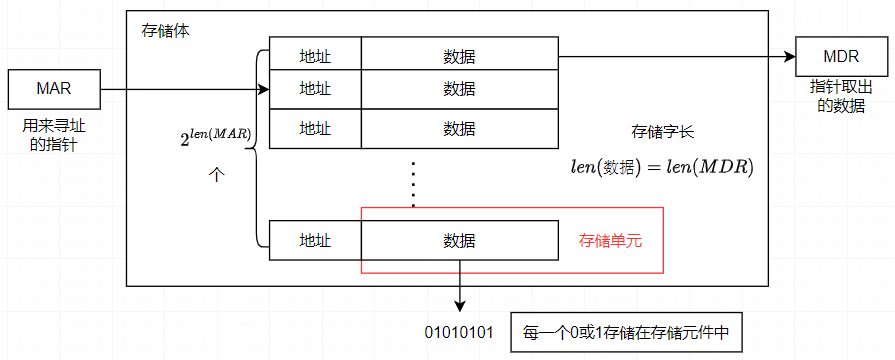 存储体
地址 数据
MAR
地址 数据
MDR
用来寻址
的指针
指针取出
的数据
2^{len(MAR)}
个
地址 数据
存储字长
len(数据) = len(MDR)
地址 数据
存储单元
01010101
每一个0或1存储在存储元件中